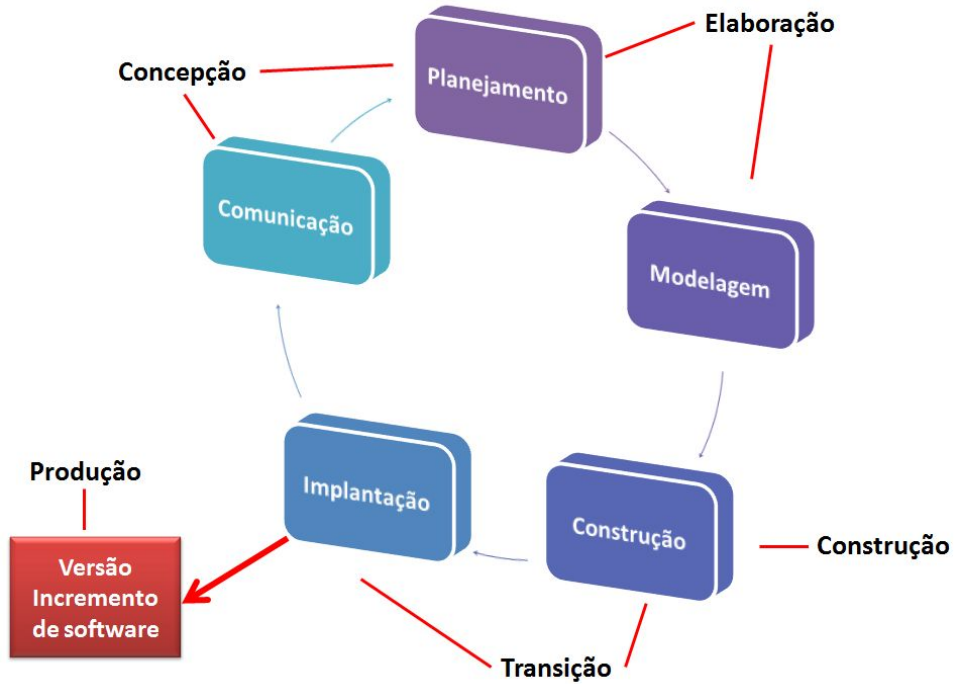 Elaboração
Concepção
Planejamento
Comunicação
Modelagem
Produção
Implantação
Construção
Construção
Versão
Incremento
de software
Transição